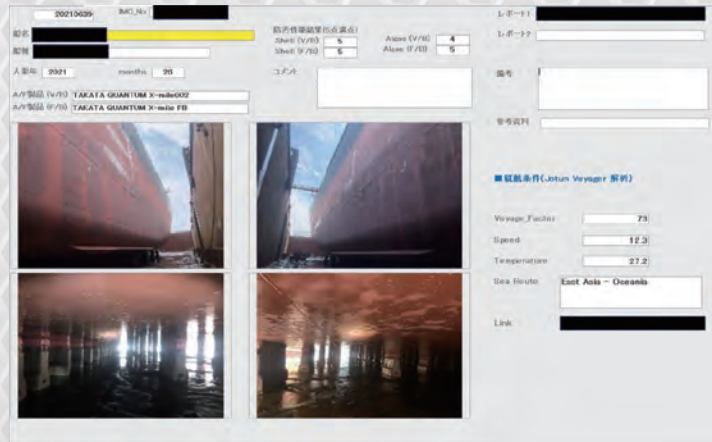 20210639 IMO_No
船名
船種
入渠年 2021 months 20
A/F製品 (V/B) TAKATA QUANTUM X-mile002
A/F製品 (F/B) TAKATA QUANTUM X-mile FB
防汚性能結果(5点満点)
Shell (V/B) 5 Algae (V/B) 4
Shell (F/B) 5 Algae (F/B) 5
コメント
レポート1
レポート2
備考
参考資料
■就航条件(Jotun Voyager 解析)
Voyage_Factor 73
Speed 12.3
Temperature 27.2
Sea_Route East Asia - Oceania
Link